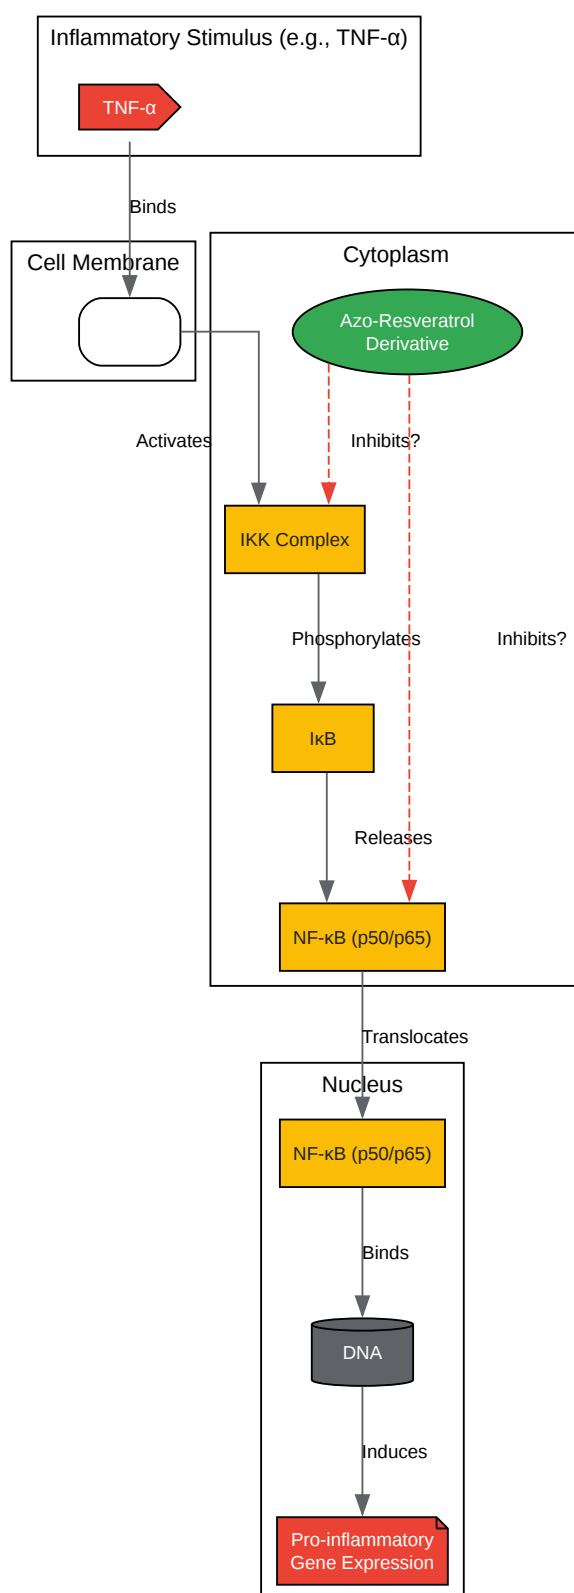 Inflammatory Stimulus (e.g., TNF-α)
TNF-α
Binds
Cell Membrane
Cytoplasm
Azo-Resveratrol
Derivative
Activates
Inhibits?
IKK Complex
Phosphorylates
Inhibits?
IκB
Releases
NF-κB (p50/p65)
Translocates
Nucleus
NF-κB (p50/p65)
Binds
DNA
Induces
Pro-inflammatory
Gene Expression